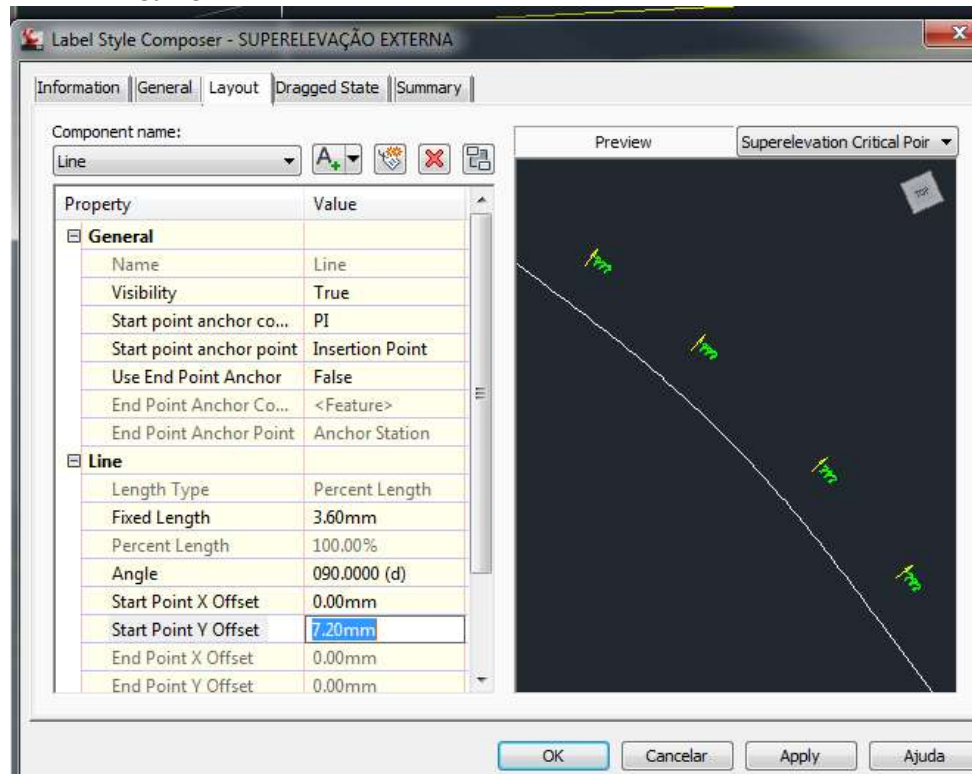 Label Style Composer - SUPERELEVAÇÃO EXTERNA
Information General Layout Dragged State Summary
Component name:
Line
Preview
Superelevation Critical Poir
Property Value
General
Name Line
Visibility True
Start point anchor co... PI
Start point anchor point Insertion Point
Use End Point Anchor False
End Point Anchor Co... <Feature>
End Point Anchor Point Anchor Station
Line
Length Type Percent Length
Fixed Length 3.60mm
Percent Length 100.00%
Angle 090.0000 (d)
Start Point X Offset 0.00mm
Start Point Y Offset 7.20mm
End Point X Offset 0.00mm
End Point Y Offset 0.00mm
TOP
OK Cancelar Apply Ajuda